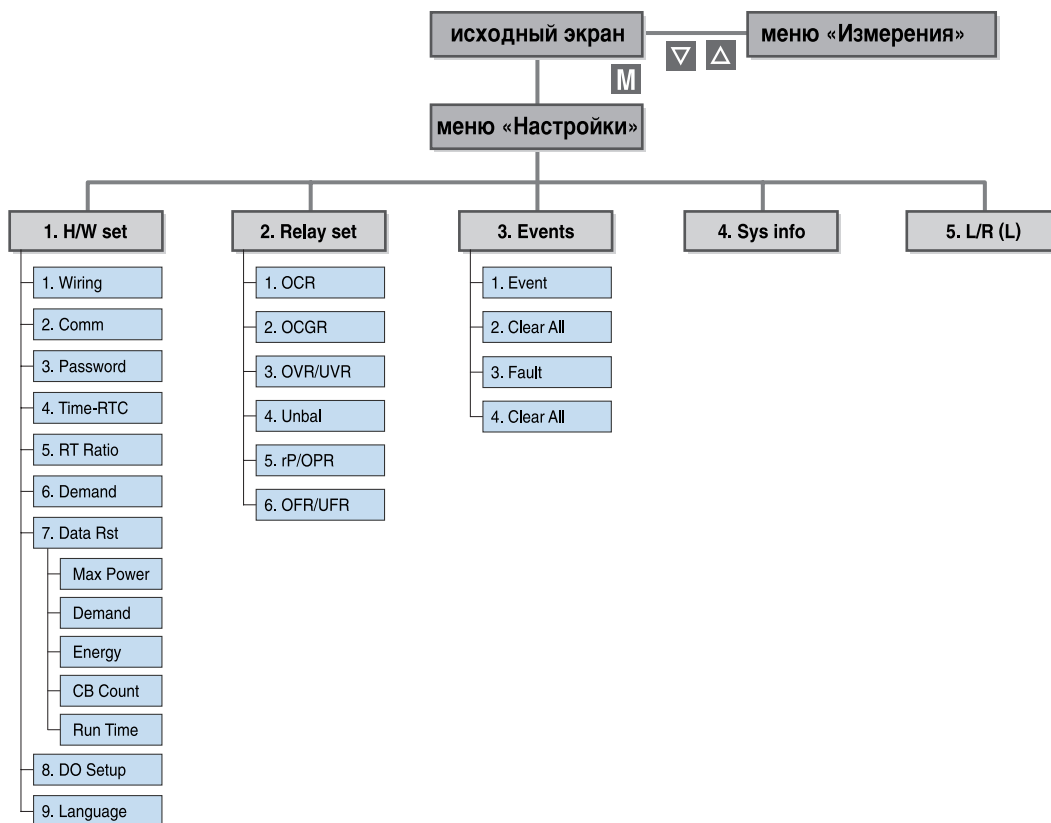 исходный экран
меню «Измерения»
M
меню «Настройки»
1. H/W set
2. Relay set
3. Events
4. Sys info
5. L/R (L)
1. Wiring
2. Comm
3. Password
4. Time-RTC
5. RT Ratio
6. Demand
7. Data Rst
Max Power
Demand
Energy
CB Count
Run Time
8. DO Setup
9. Language
1. OCR
2. OCGR
3. OVR/UVR
4. Unbal
5. rP/OPR
6. OFR/UFR
1. Event
2. Clear All
3. Fault
4. Clear All